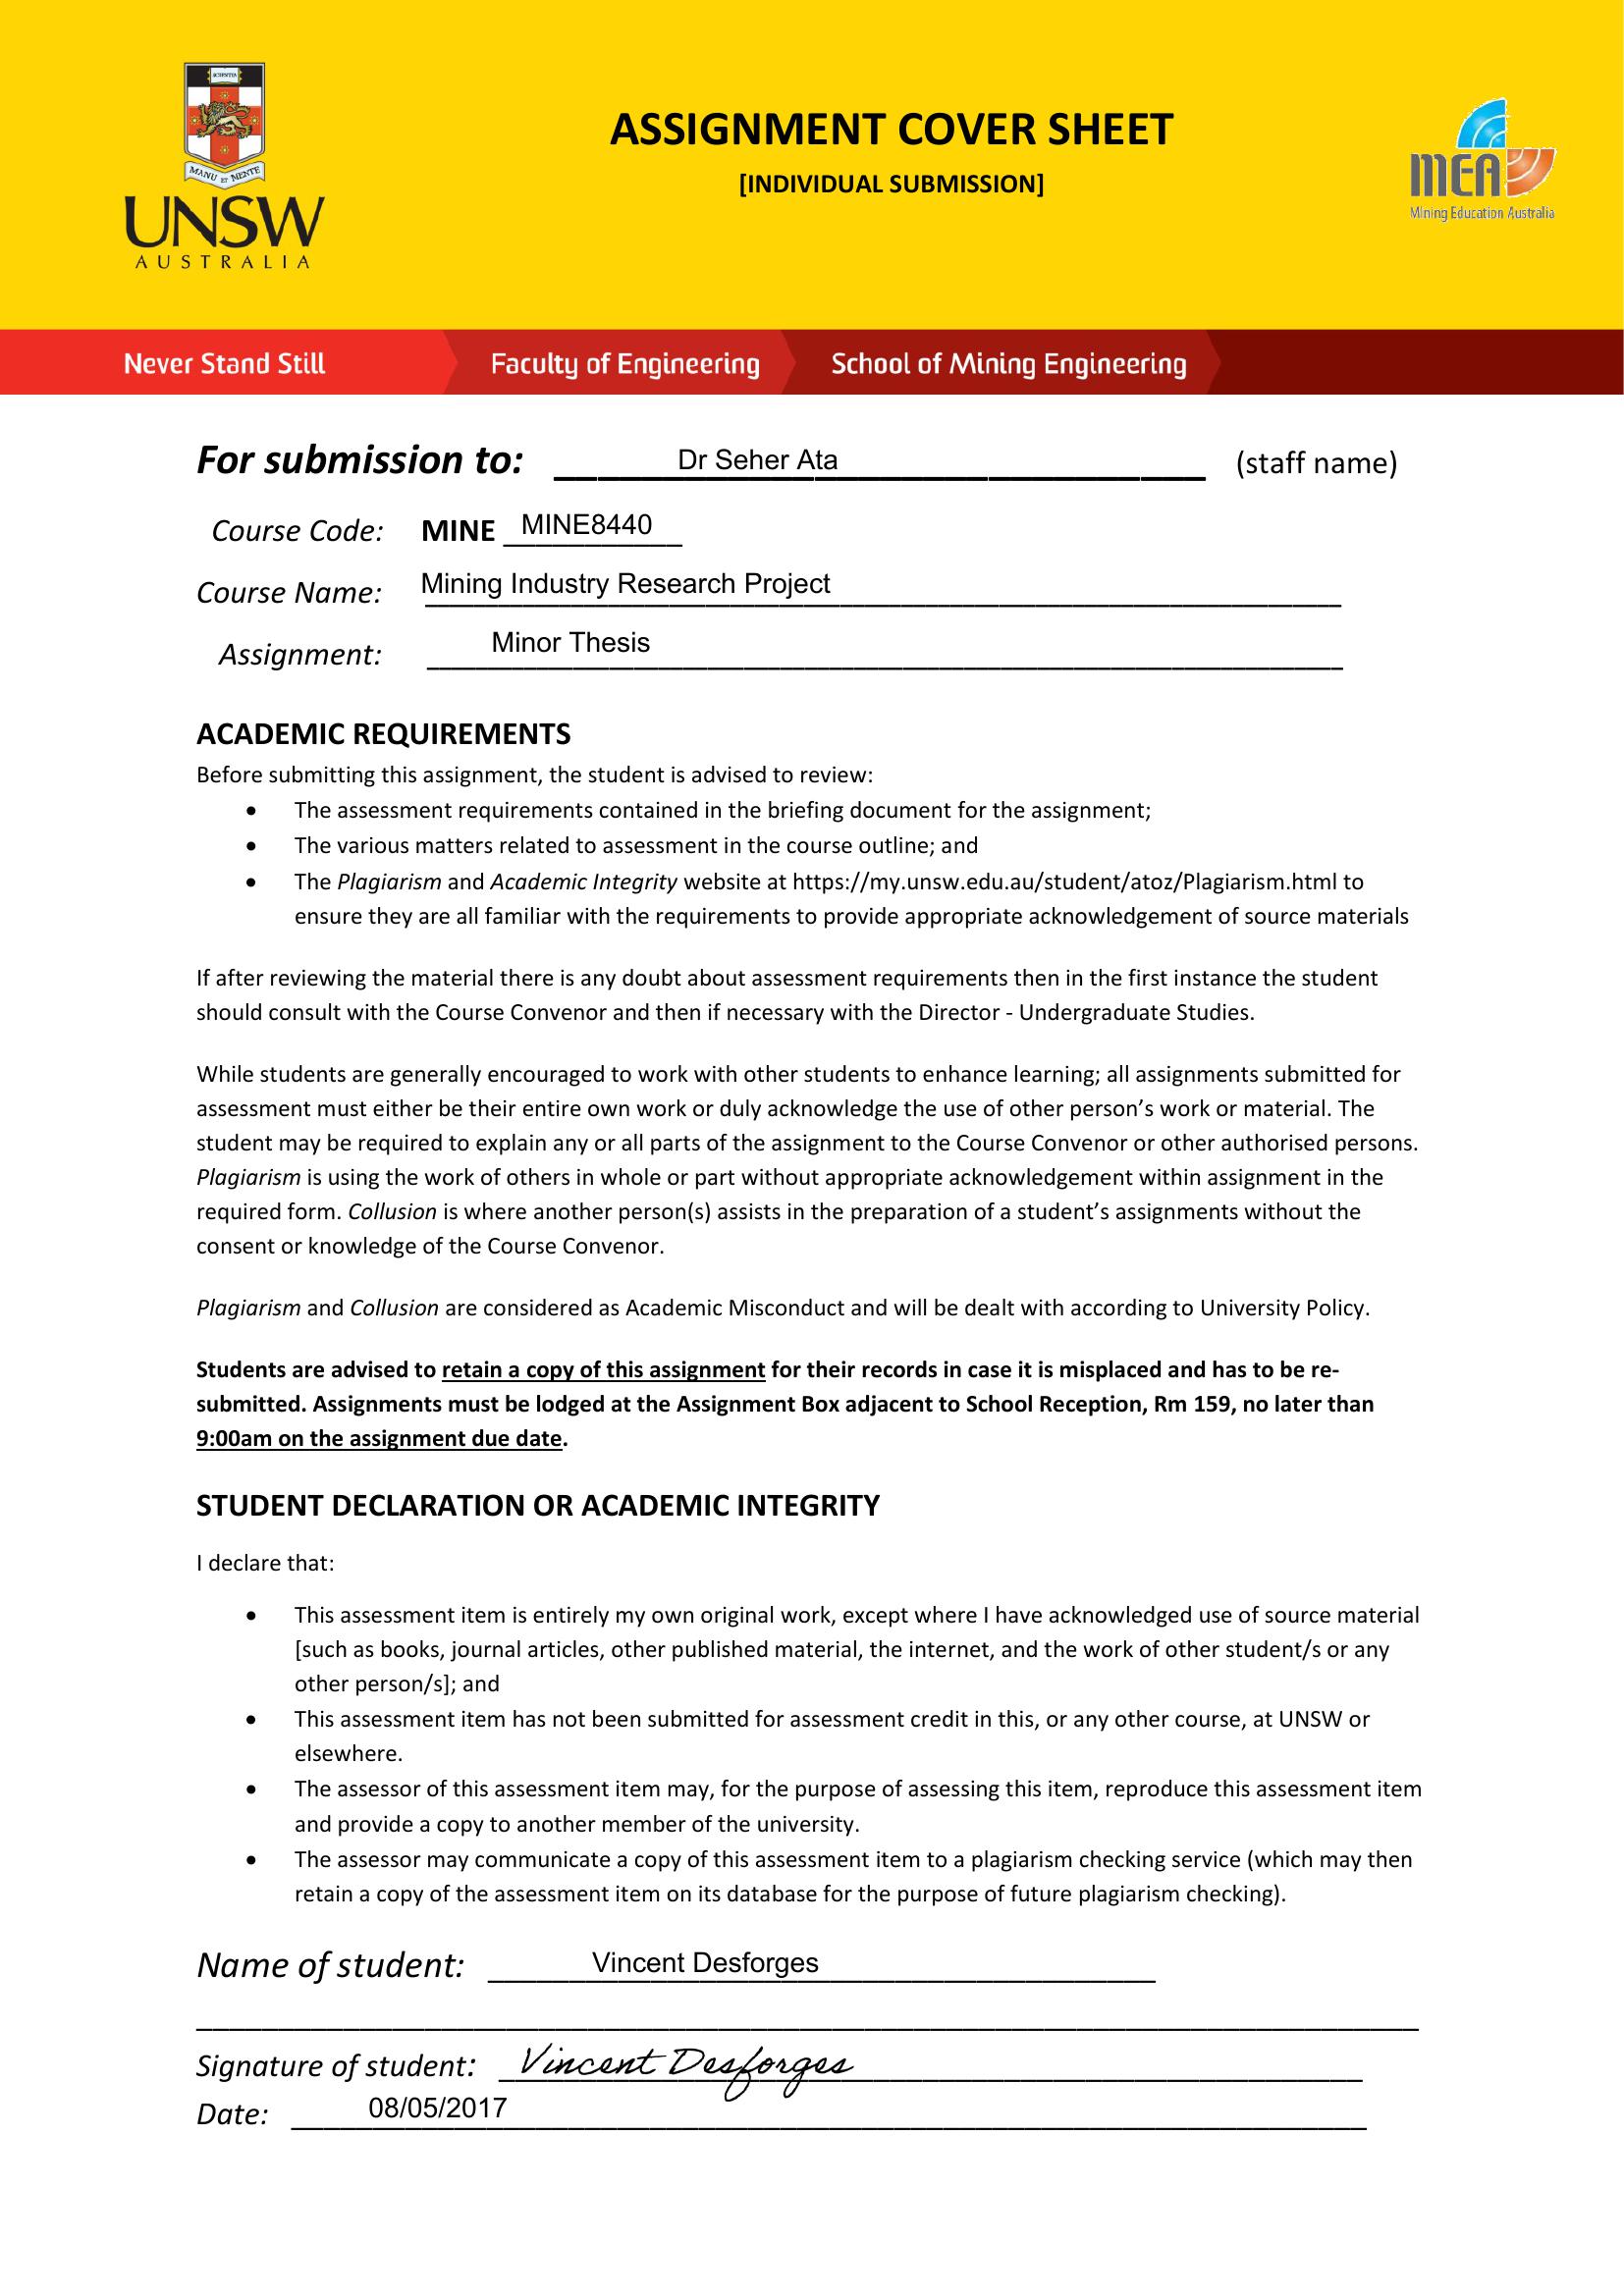 SCIENTIA
MANU ET MENTE
UNSW
AUSTRALIA
ASSIGNMENT COVER SHEET
[INDIVIDUAL SUBMISSION]
MEA
Mining Education Australia
Never Stand Still Faculty of Engineering School of Mining Engineering
For submission to: Dr Seher Ata (staff name)
Course Code: MINE MINE8440
Course Name: Mining Industry Research Project
Assignment: Minor Thesis
ACADEMIC REQUIREMENTS
Before submitting this assignment, the student is advised to review:
• The assessment requirements contained in the briefing document for the assignment;
• The various matters related to assessment in the course outline; and
• The Plagiarism and Academic Integrity website at https://my.unsw.edu.au/student/atoz/Plagiarism.html to
ensure they are all familiar with the requirements to provide appropriate acknowledgement of source materials
If after reviewing the material there is any doubt about assessment requirements then in the first instance the student
should consult with the Course Convenor and then if necessary with the Director - Undergraduate Studies.
While students are generally encouraged to work with other students to enhance learning; all assignments submitted for
assessment must either be their entire own work or duly acknowledge the use of other person’s work or material. The
student may be required to explain any or all parts of the assignment to the Course Convenor or other authorised persons.
Plagiarism is using the work of others in whole or part without appropriate acknowledgement within assignment in the
required form. Collusion is where another person(s) assists in the preparation of a student’s assignments without the
consent or knowledge of the Course Convenor.
Plagiarism and Collusion are considered as Academic Misconduct and will be dealt with according to University Policy.
Students are advised to retain a copy of this assignment for their records in case it is misplaced and has to be re-
submitted. Assignments must be lodged at the Assignment Box adjacent to School Reception, Rm 159, no later than
9:00am on the assignment due date.
STUDENT DECLARATION OR ACADEMIC INTEGRITY
I declare that:
• This assessment item is entirely my own original work, except where I have acknowledged use of source material
[such as books, journal articles, other published material, the internet, and the work of other student/s or any
other person/s]; and
• This assessment item has not been submitted for assessment credit in this, or any other course, at UNSW or
elsewhere.
• The assessor of this assessment item may, for the purpose of assessing this item, reproduce this assessment item
and provide a copy to another member of the university.
• The assessor may communicate a copy of this assessment item to a plagiarism checking service (which may then
retain a copy of the assessment item on its database for the purpose of future plagiarism checking).
Name of student: Vincent Desforges
Signature of student: Vincent Desforges
Date: 08/05/2017